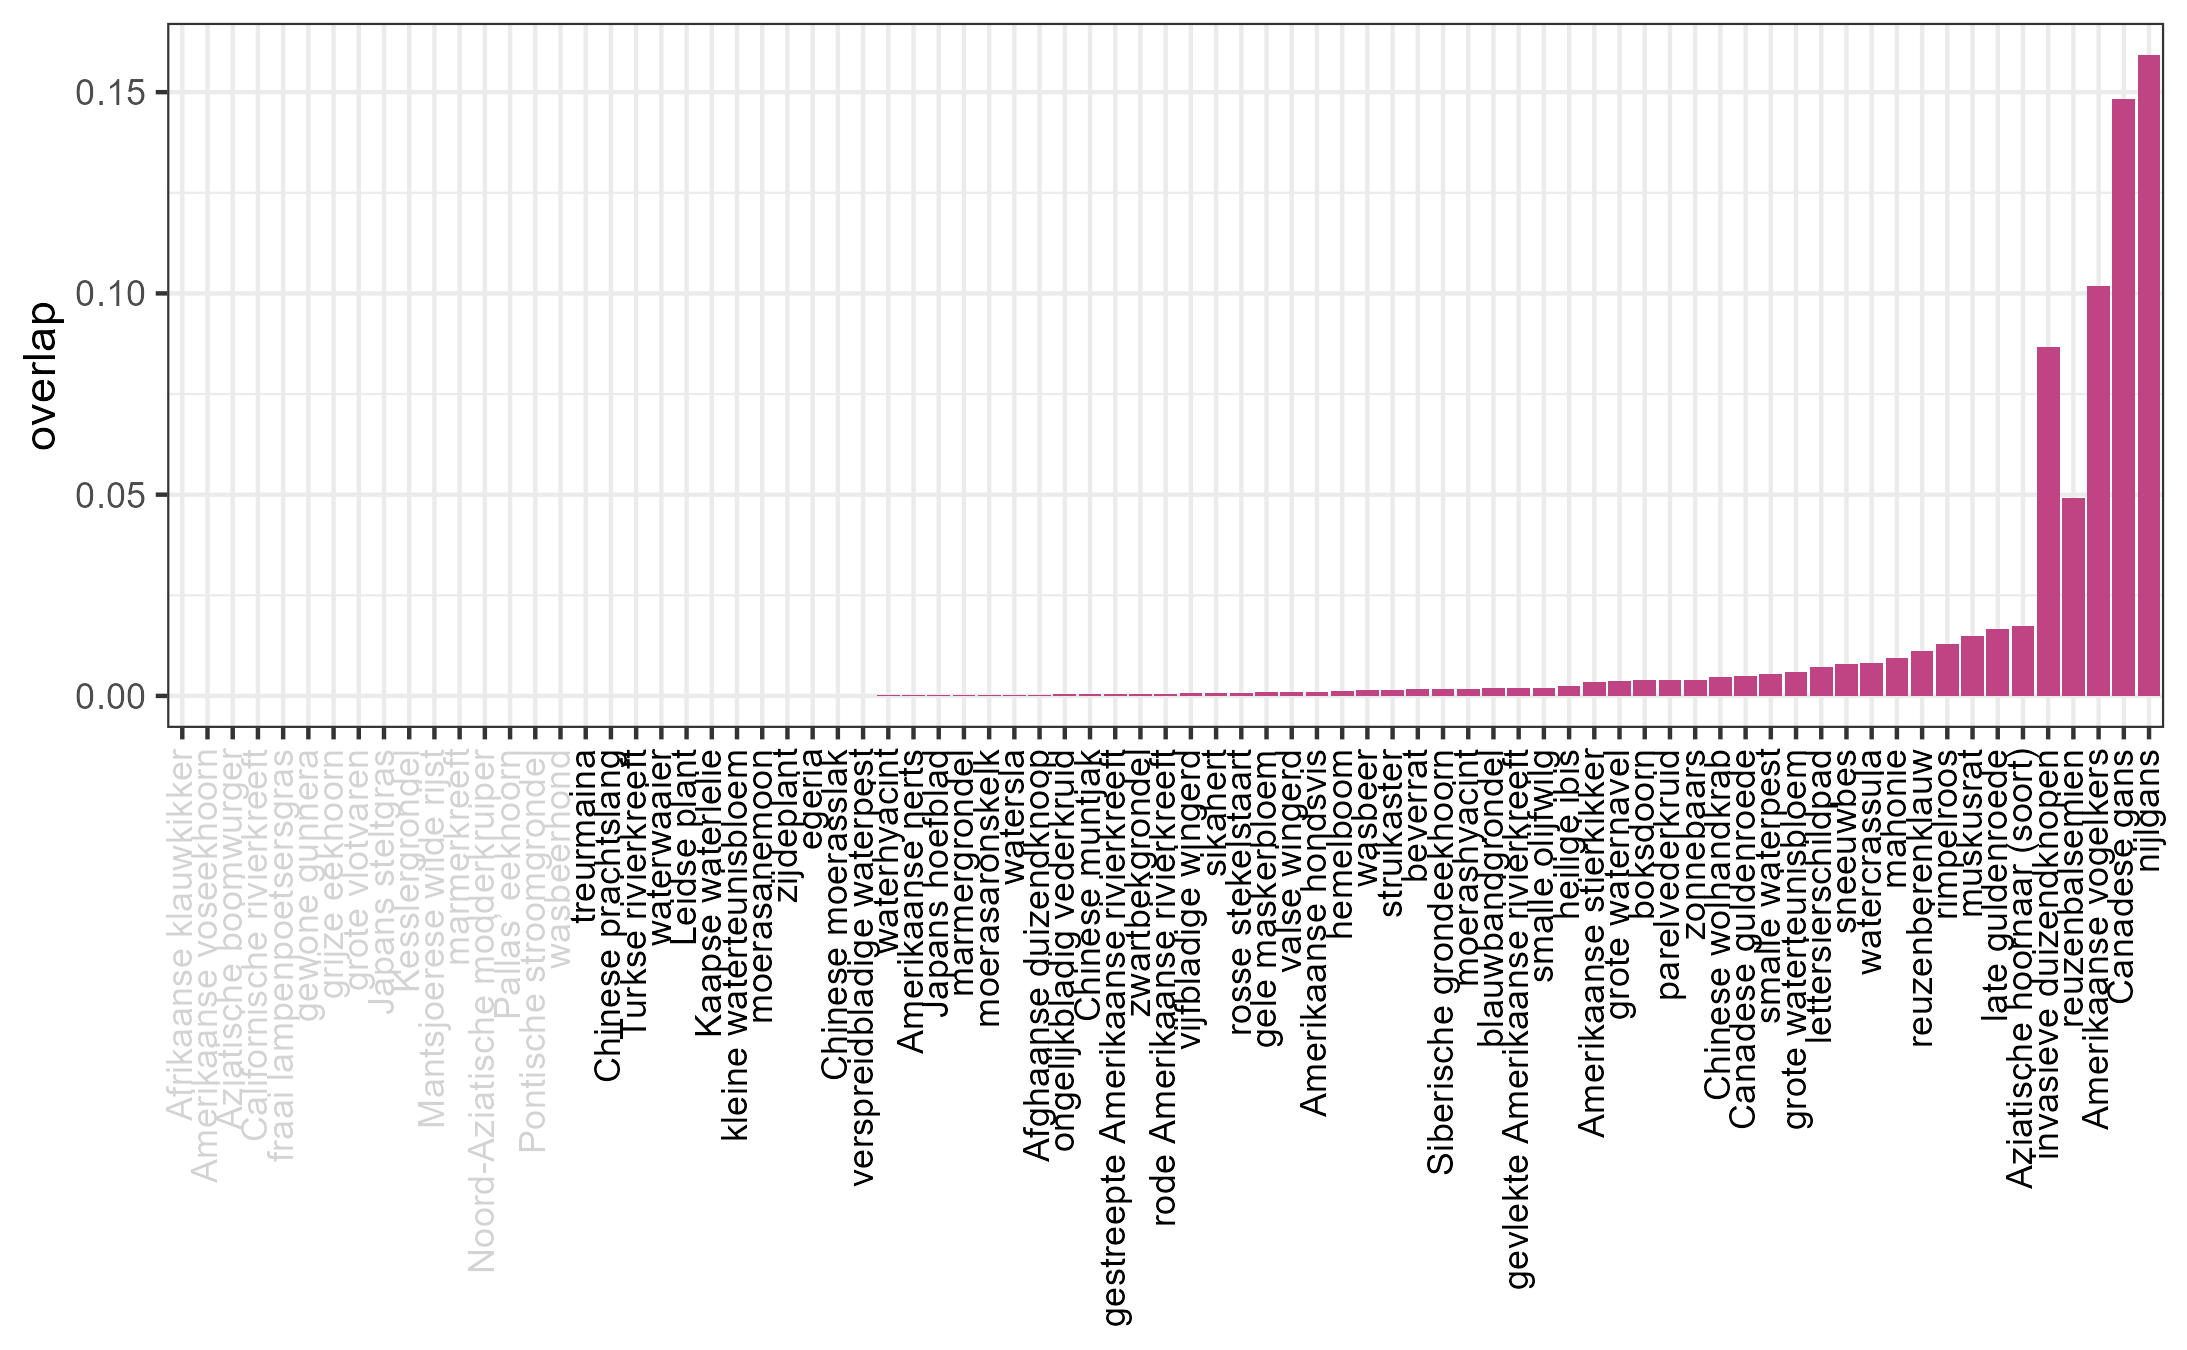 overlap
0.15
0.10
0.05
0.00
Afrikaanse klauwkikker
Amerikaanse voseekhoorn
Aziatische boomwurger
Californische rivierkreeft
fraai lampenpoetsersgras
gewone gunnera
grijze eekhoorn
grote vlotvaren
Japans steltgras
Kesslergrondel
Mantsjoerese wilde rijst
marmerkreeft
Noord-Aziatische modderkruiper
Pallas' eekhoorn
Pontische stroomgrondel
wasbeerhond
treurmaina
Chinese prachtslang
Turkse rivierkreeft
waterwaaier
Leidse plant
Kaapse waterlelie
kleine waterteunisbloem
moerasanemoon
zijdeplant
egeria
Chinese moerasslak
verspreidbladige waterpest
waterhyacint
Amerikaanse nerts
Japans hoefblad
marmergrondel
moerasaronskelk
watersla
Afghaanse duizendknoop
ongelijkbladig vederkruid
Chinese muntjak
gestreepte Amerikaanse rivierkreeft
zwartbekgrondel
rode Amerikaanse rivierkreeft
vijfbladige wingerd
sikahert
rosse stekelstaart
gele maskerbloem
valse wingerd
Amerikaanse hondsvis
hemelboom
wasbeer
struikaster
beverrat
Siberische grondeekhoorn
moerashyacint
blauwbandgrondel
gevlekte Amerikaanse rivierkreeft
smalle olijfwilg
heilige ibis
Amerikaanse stierkikker
grote waternavel
boksdoorn
parelvederkruid
zonnebaars
Chinese wolhandkrab
Canadese guldenroede
smalle waterpest
grote waterteunisbloem
lettersierschildpad
sneeuwbes
watercrassula
mahonie
reuzenberenklauw
rimpelroos
muskusrat
late guldenroede
Aziatische hoornaar (soort)
invasieve duizendknopen
reuzenbalsemien
Amerikaanse vogelkers
Canadese gans
nijlgans